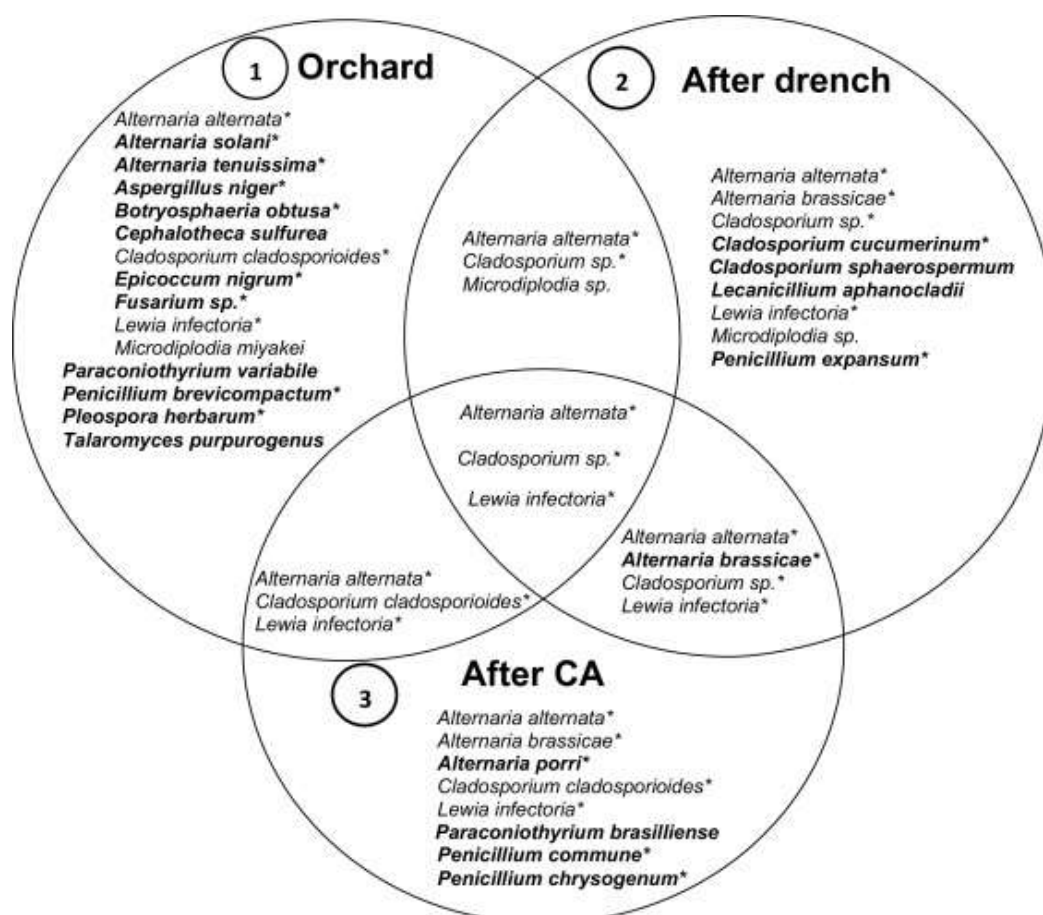 1 Orchard
Alternaria alternata*
Alternaria solani*
Alternaria tenuissima*
Aspergillus niger*
Botryosphaeria obtusa*
Cephalotheca sulfurea
Cladosporium cladosporioides*
Epicoccum nigrum*
Fusarium sp.*
Lewia infectoria*
Microdiplodia miyakei
Paraconiothyrium variabile
Penicillium brevicompactum*
Pleospora herbarum*
Talaromyces purpurogenus
2 After drench
Alternaria alternata*
Alternaria brassicae*
Cladosporium sp.*
Cladosporium cucumerinum*
Cladosporium sphaerospermum
Lecanicillium aphanocladii
Lewia infectoria*
Microdiplodia sp.
Penicillium expansum*
Alternaria alternata*
Cladosporium sp.*
Microdiplodia sp.
Alternaria alternata*
Cladosporium sp.*
Lewia infectoria*
Alternaria alternata*
Cladosporium cladosporioides*
Lewia infectoria*
Alternaria alternata*
Alternaria brassicae*
Cladosporium sp.*
Lewia infectoria*
3 After CA
Alternaria alternata*
Alternaria brassicae*
Alternaria porri*
Cladosporium cladosporioides*
Lewia infectoria*
Paraconiothyrium brasilliense
Penicillium commune*
Penicillium chrysogenum*